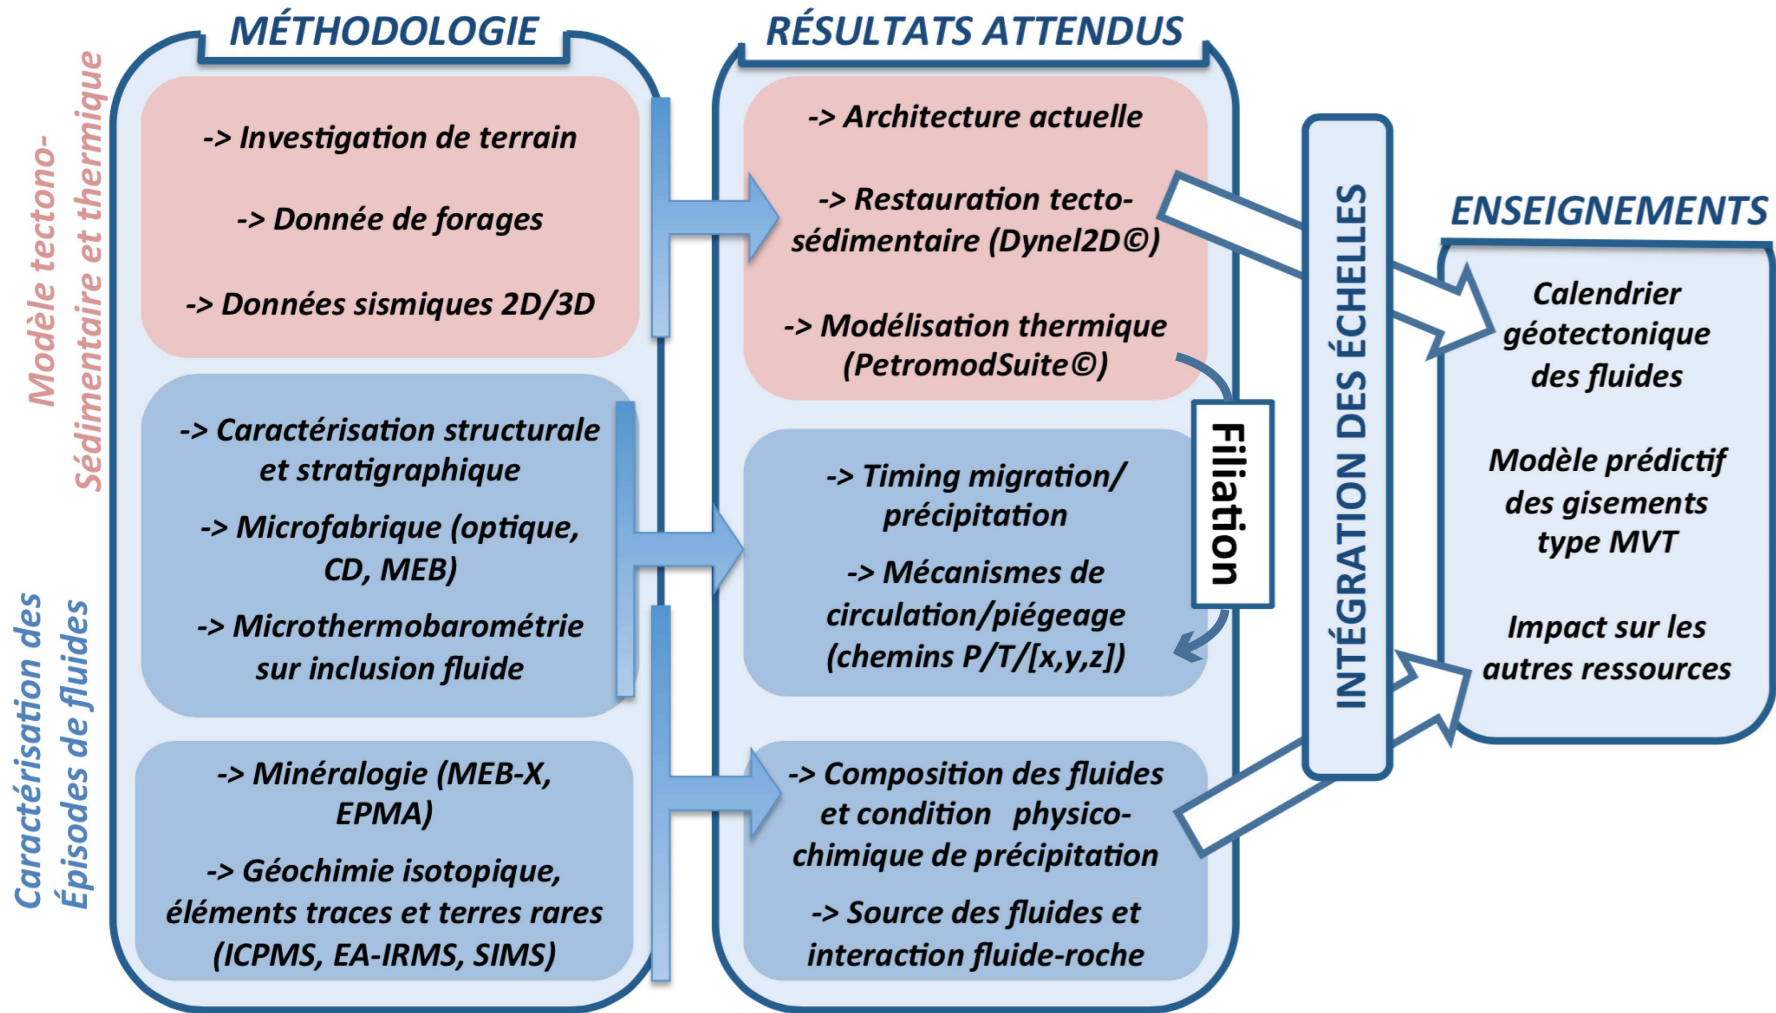 MÉTHODOLOGIE
Modèle tectono-
Sédimentaire et thermique
-> Investigation de terrain
-> Donnée de forages
-> Données sismiques 2D/3D
Caractérisation des
Épisodes de fluides
-> Caractérisation structurale
et stratigraphique
-> Microfabrique (optique,
CD, MEB)
-> Microthermobarométrie
sur inclusion fluide
-> Minéralogie (MEB-X,
EPMA)
-> Géochimie isotopique,
éléments traces et terres rares
(ICPMS, EA-IRMS, SIMS)
RÉSULTATS ATTENDUS
-> Architecture actuelle
-> Restauration tecto-
sédimentaire (Dynel2D©)
-> Modélisation thermique
(PetromodSuite©)
Filiation
-> Timing migration/
précipitation
-> Mécanismes de
circulation/piégeage
(chemins P/T/[x,y,z])
-> Composition des fluides
et condition physico-
chimique de précipitation
-> Source des fluides et
interaction fluide-roche
INTÉGRATION DES ÉCHELLES
ENSEIGNEMENTS
Calendrier
géotectonique
des fluides
Modèle prédictif
des gisements
type MVT
Impact sur les
autres ressources